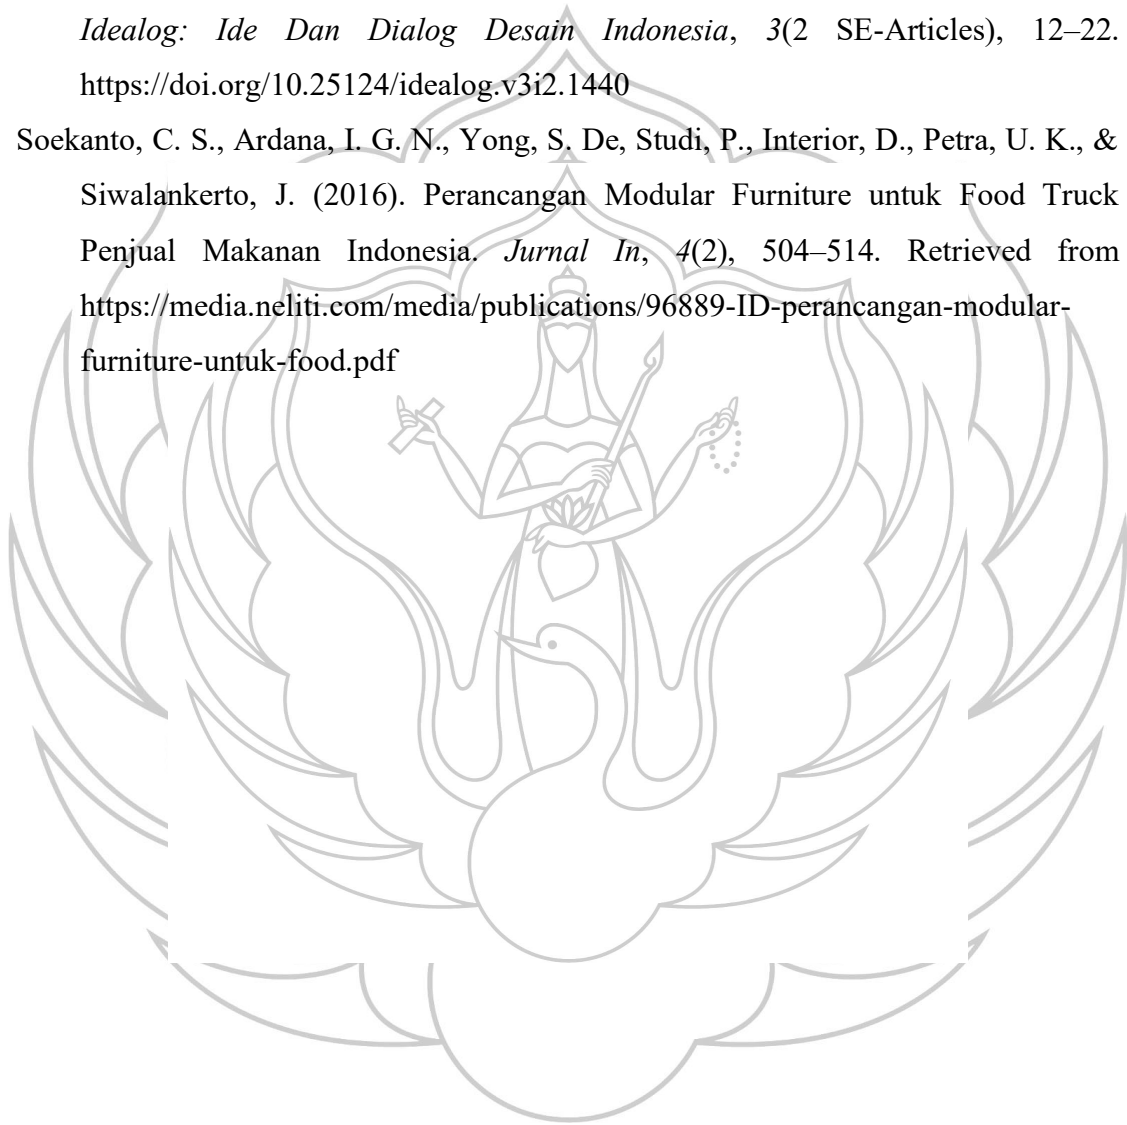 Idealog: Ide Dan Dialog Desain Indonesia, 3(2 SE-Articles), 12–22.
https://doi.org/10.25124/idealog.v3i2.1440
Soekanto, C. S., Ardana, I. G. N., Yong, S. De, Studi, P., Interior, D., Petra, U. K., &
Siwalankerto, J. (2016). Perancangan Modular Furniture untuk Food Truck
Penjual Makanan Indonesia. Jurnal In, 4(2), 504–514. Retrieved from
https://media.neliti.com/media/publications/96889-ID-perancangan-modular-
furniture-untuk-food.pdf